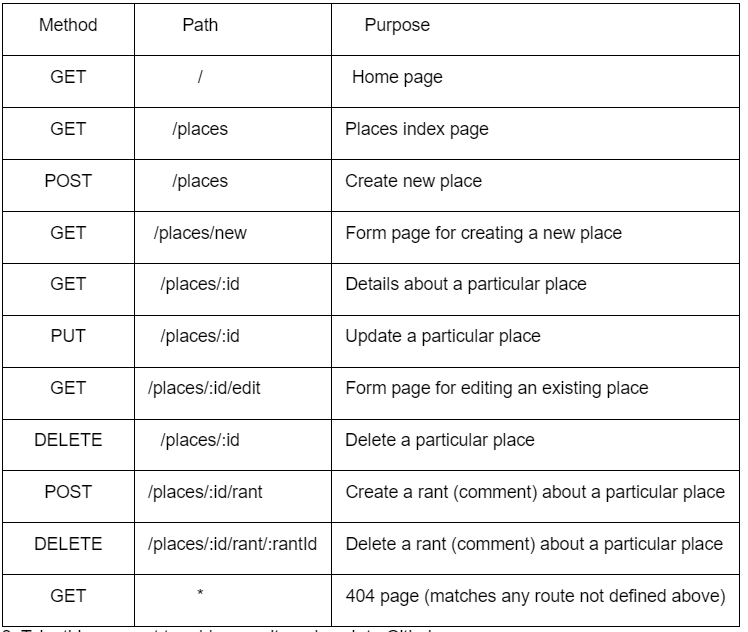 Method Path Purpose
GET / Home page
GET /places Places index page
POST /places Create new place
GET /places/new Form page for creating a new place
GET /places/:id Details about a particular place
PUT /places/:id Update a particular place
GET /places/:id/edit Form page for editing an existing place
DELETE /places/:id Delete a particular place
POST /places/:id/rant Create a rant (comment) about a particular place
DELETE /places/:id/rant/:rantId Delete a rant (comment) about a particular place
GET * 404 page (matches any route not defined above)